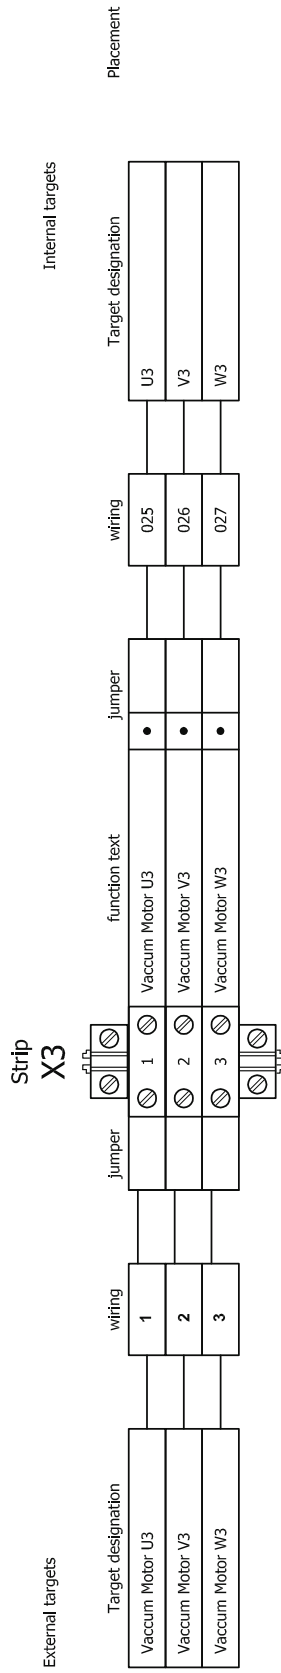 Strip
X3
External targets
Internal targets
Target designation
wiring
jumper
function text
jumper
wiring
Target designation
Placement
Vaccum Motor U3
1
1
Vaccum Motor U3
025
U3
Vaccum Motor V3
2
2
Vaccum Motor V3
026
V3
Vaccum Motor W3
3
3
Vaccum Motor W3
027
W3